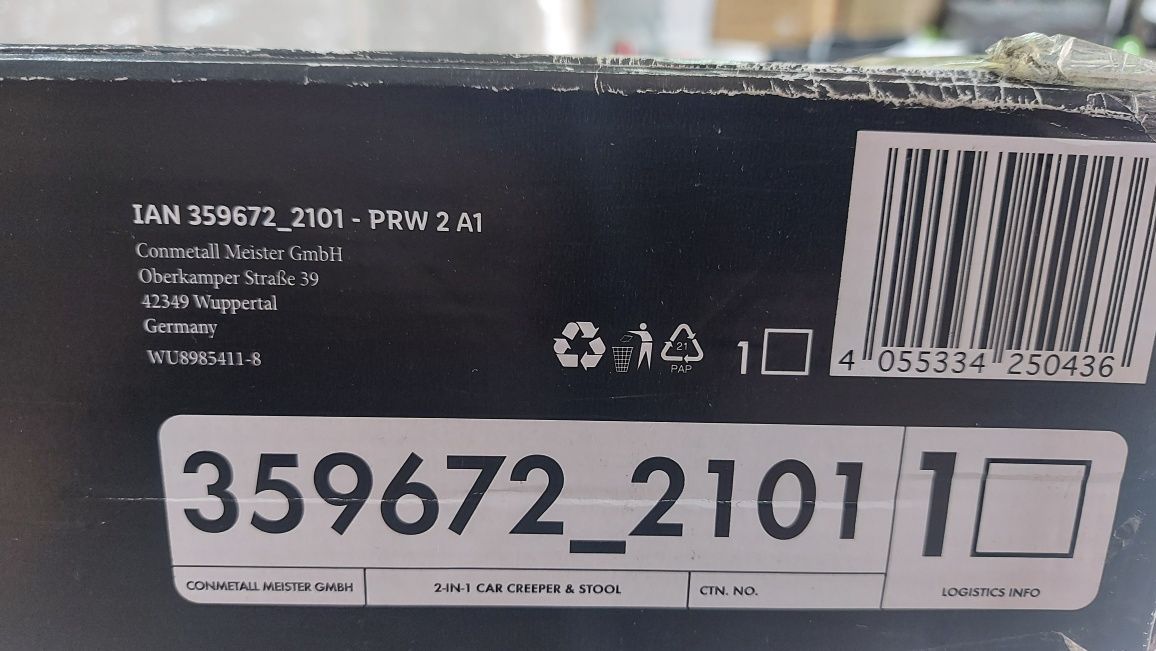 IAN 359672_2101 - PRW 2 A1
Conmetall Meister GmbH
Oberkamper Straße 39
42349 Wuppertal
Germany
WU8985411-8
21
PAP
1
4 055334 250436
359672_2101
1
CONMETALL MEISTER GMBH
2-IN-1 CAR CREEPER & STOOL
CTN. NO.
LOGISTICS INFO